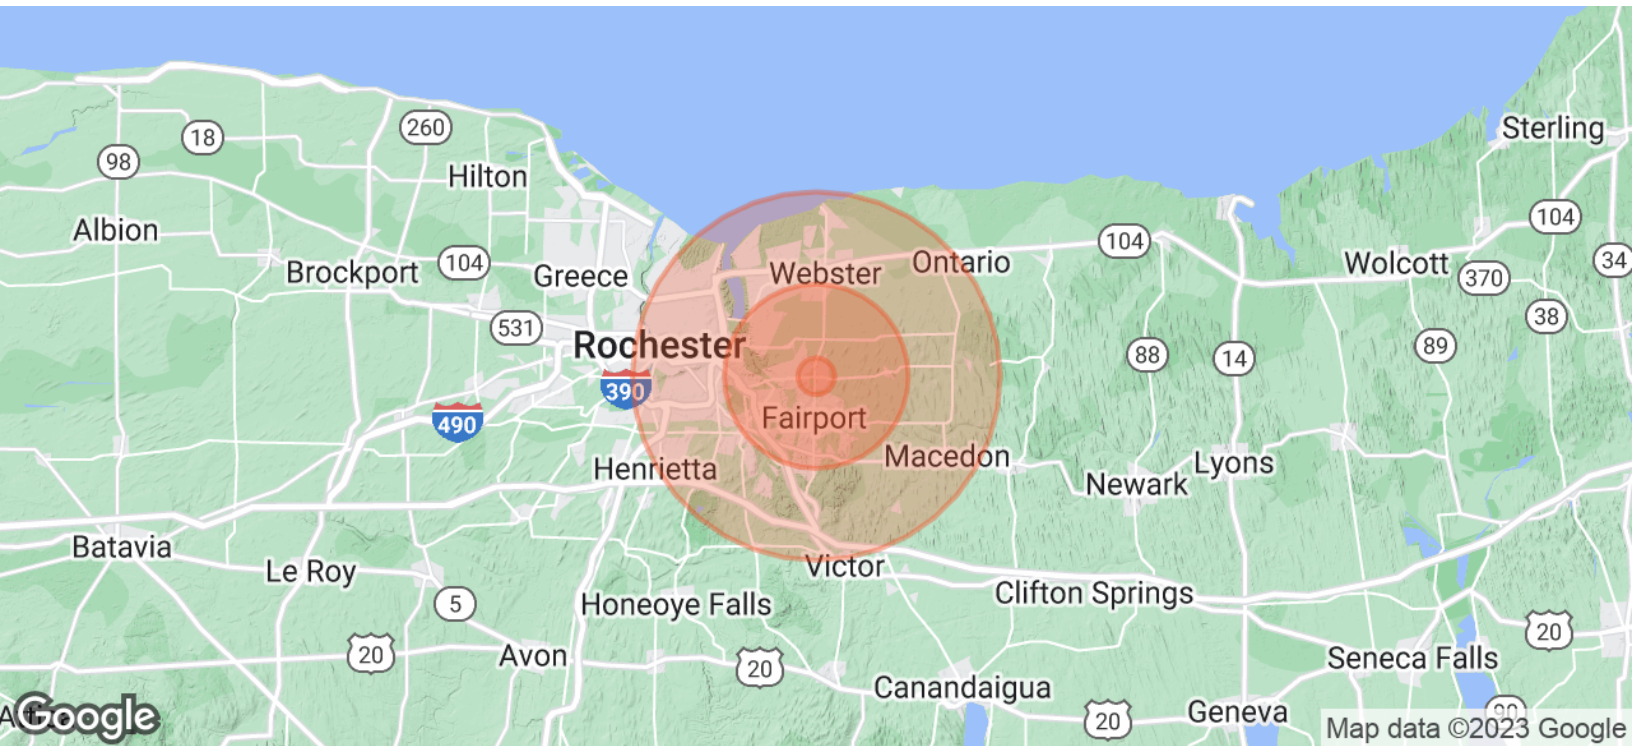 Sterling
260
18
98
Hilton
104
Albion
104
34
Ontario
Wolcott
Brockport
104
Greece
Webster
370
531
38
Rochester
88
14
89
390
490
Fairport
Henrietta
Macedon
Lyons
Newark
Batavia
Le Roy
Victor
Clifton Springs
5
Honeoye Falls
20
20
Avon
20
Seneca Falls
Canandaigua
Geneva
20
90
Google
Map data ©2023 Google